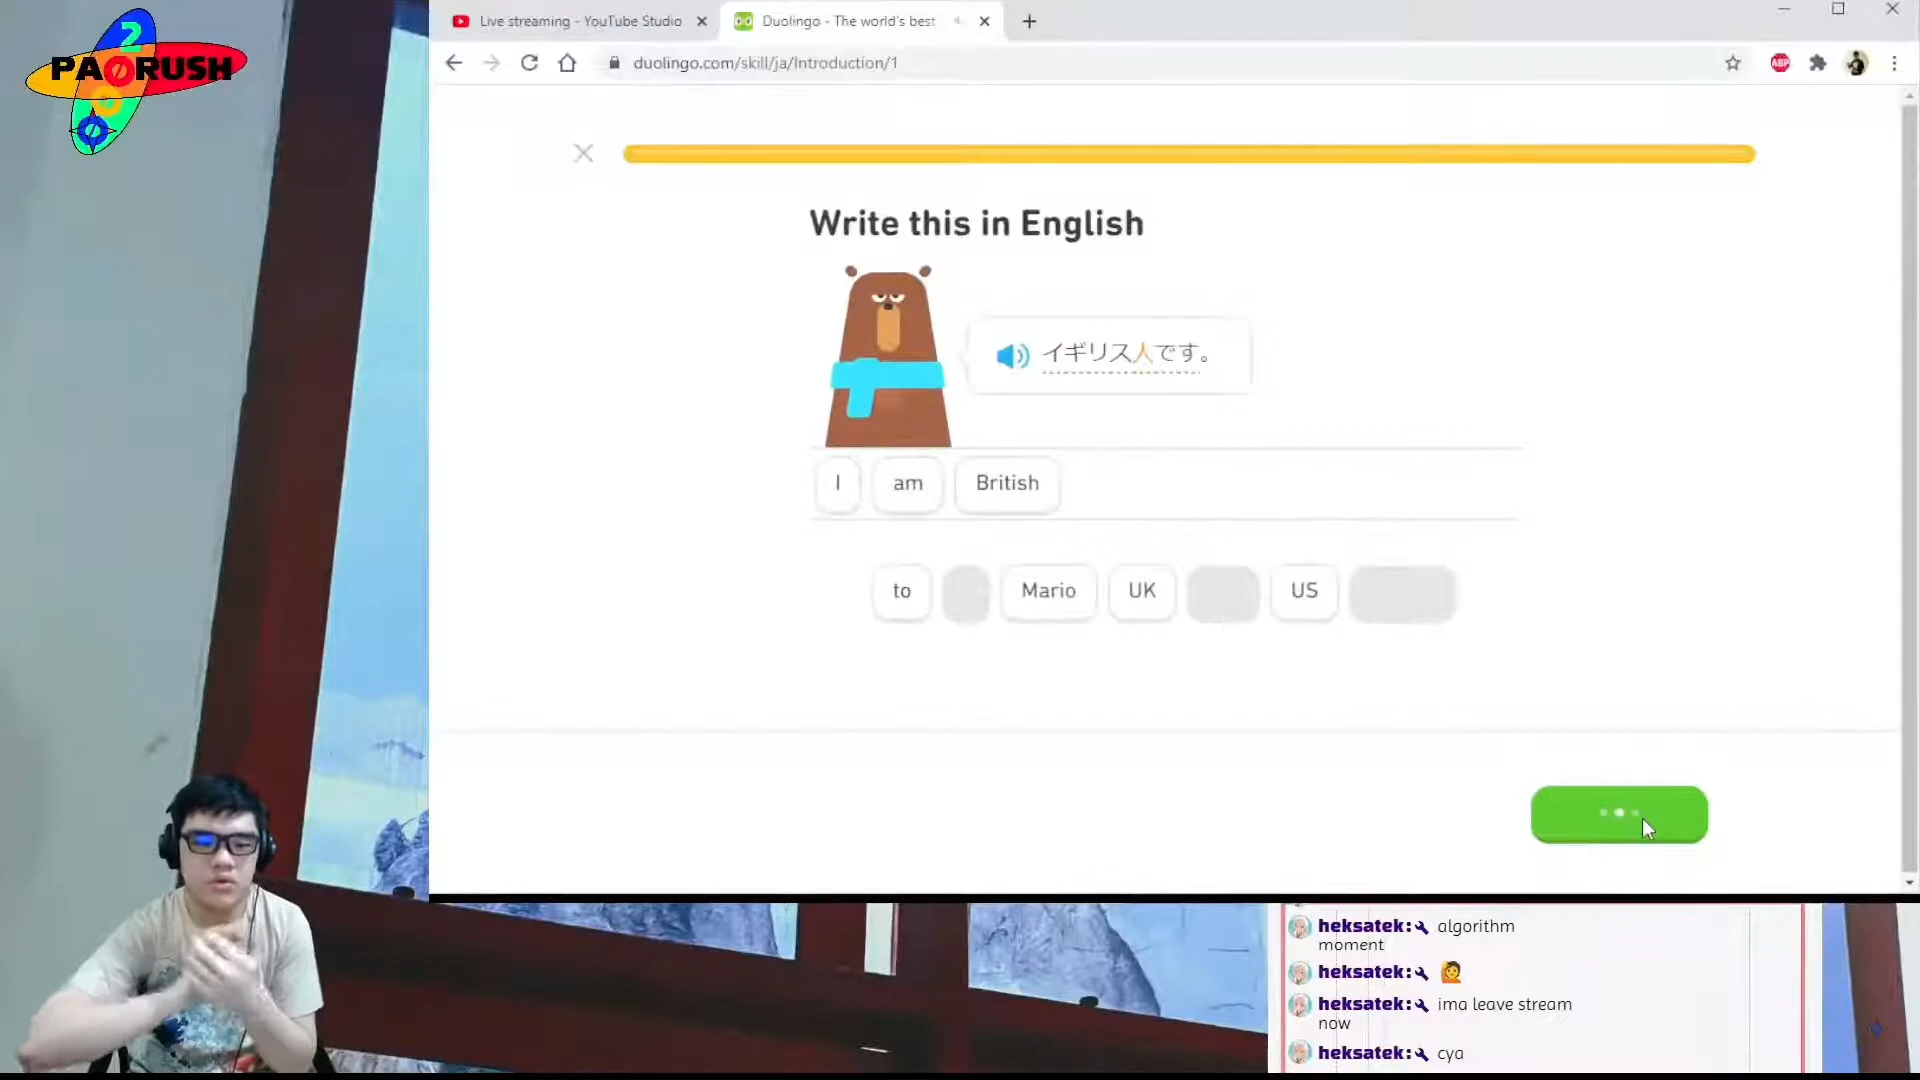 2
PAORUSH
Live streaming - YouTube Studio
Duolingo - The world's best
duolingo.com/skill/ja/Introduction/1
ABP
Write this in English
イギリス人です。
I am British
to Mario UK US
heksatek: algorithm
moment
heksatek: 🙋
heksatek: ima leave stream
now
heksatek: cya